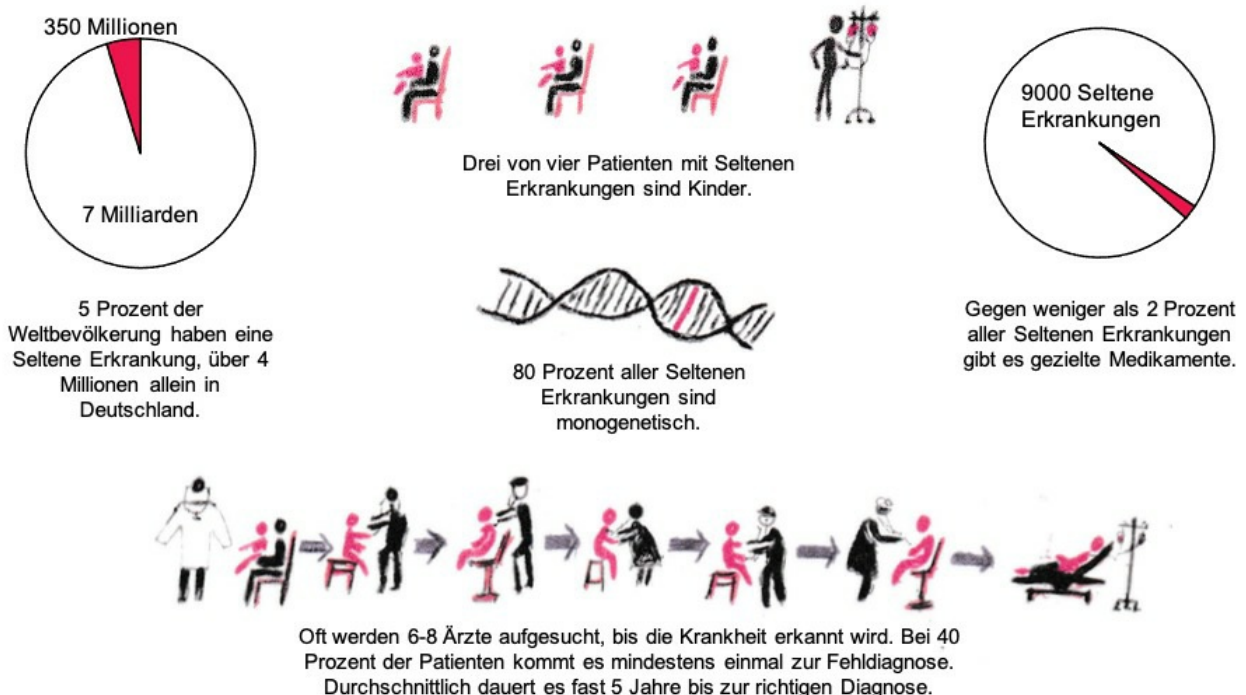 350 Millionen
7 Milliarden
5 Prozent der
Weltbevölkerung haben eine
Seltene Erkrankung, über 4
Millionen allein in
Deutschland.
Drei von vier Patienten mit Seltenen
Erkrankungen sind Kinder.
80 Prozent aller Seltenen
Erkrankungen sind
monogenetisch.
9000 Seltene
Erkrankungen
Gegen weniger als 2 Prozent
aller Seltenen Erkrankungen
gibt es gezielte Medikamente.
Oft werden 6-8 Ärzte aufgesucht, bis die Krankheit erkannt wird. Bei 40
Prozent der Patienten kommt es mindestens einmal zur Fehldiagnose.
Durchschnittlich dauert es fast 5 Jahre bis zur richtigen Diagnose.